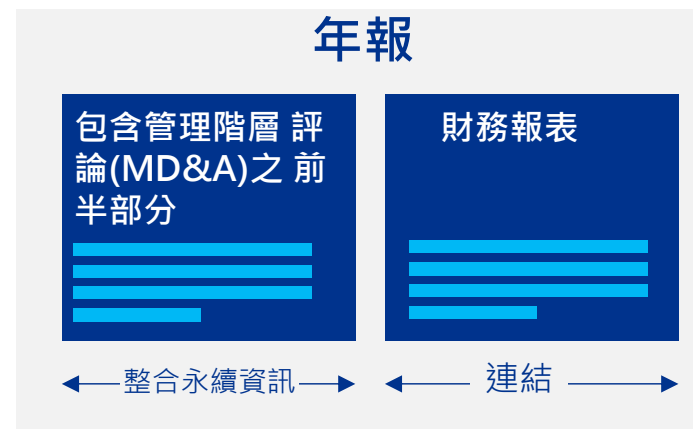 年報
包含管理階層 評
論(MD&A)之 前
半部分
財務報表
整合永續資訊
連結